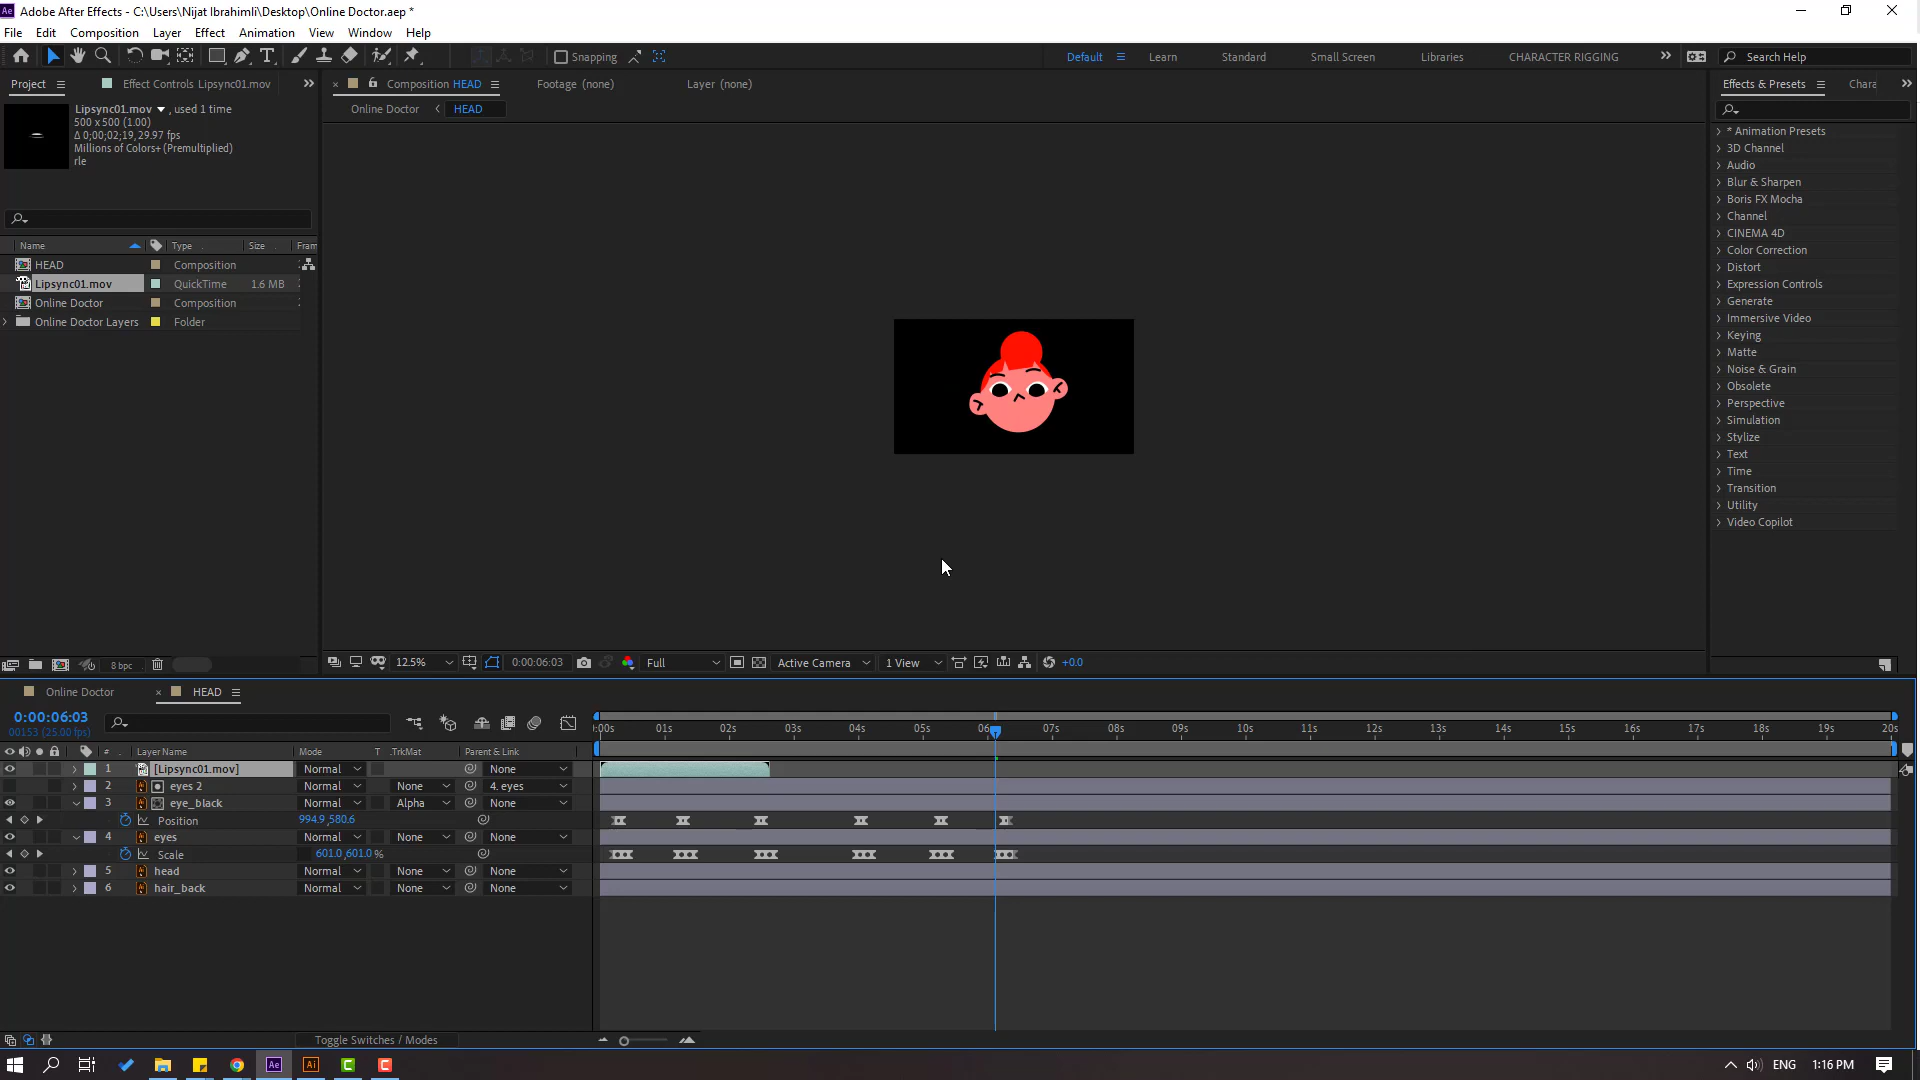 Ae Adobe After Effects - C:\Users\Nijat Ibrahimli\Desktop\Online Doctor.aep *
File Edit Composition Layer Effect Animation View Window Help
Snapping Default Learn Standard Small Screen Libraries CHARACTER RIGGING Search Help
Project Effect Controls Lipsync01.mov Composition HEAD Footage (none) Layer (none) Effects & Presets Chara
Online Doctor HEAD
Lipsync01.mov , used 1 time
500 x 500 (1.00)
Δ 0;00;02;19, 29.97 fps
Millions of Colors+ (Premultiplied)
rle
Name Type Size Fram
HEAD Composition
Lipsync01.mov QuickTime 1.6 MB
Online Doctor Composition
Online Doctor Layers Folder
* Animation Presets
3D Channel
Audio
Blur & Sharpen
Boris FX Mocha
Channel
CINEMA 4D
Color Correction
Distort
Expression Controls
Generate
Immersive Video
Keying
Matte
Noise & Grain
Obsolete
Perspective
Simulation
Stylize
Text
Time
Transition
Utility
Video Copilot
8 bpc 12.5% 0:00:06:03 Full Active Camera 1 View +0.0
Online Doctor HEAD
0:00:06:03
00153 (25.00 fps)
:00s 01s 02s 03s 04s 05s 06 07s 08s 09s 10s 11s 12s 13s 14s 15s 16s 17s 18s 19s 20s
# Layer Name Mode T .TrkMat Parent & Link
1 [Lipsync01.mov] Normal None
2 eyes 2 Normal None 4. eyes
3 eye_black Normal Alpha None
Position 994.9,580.6
4 eyes Normal None None
Scale 601.0,601.0 %
5 head Normal None None
6 hair_back Normal None None
Toggle Switches / Modes
Ae Ai C C ENG 1:16 PM